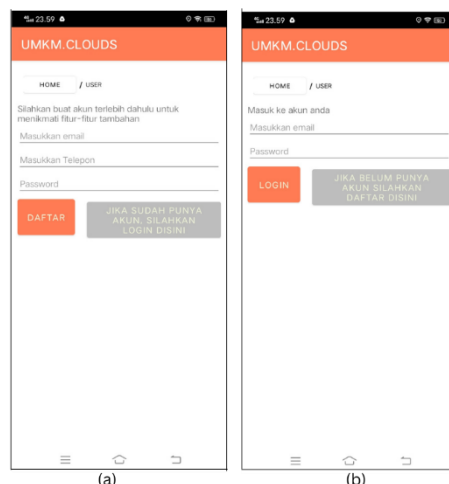 23.59
UMKM.CLOUDS
HOME / USER
Silahkan buat akun terlebih dahulu untuk
menikmati fitur-fitur tambahan
Masukkan email
Masukkan Telepon
Password
DAFTAR
JIKA SUDAH PUNYA
AKUN, SILAHKAN
LOGIN DISINI
(a)
23.59
UMKM.CLOUDS
HOME / USER
Masuk ke akun anda
Masukkan email
Password
LOGIN
JIKA BELUM PUNYA
AKUN SILAHKAN
DAFTAR DISINI
(b)